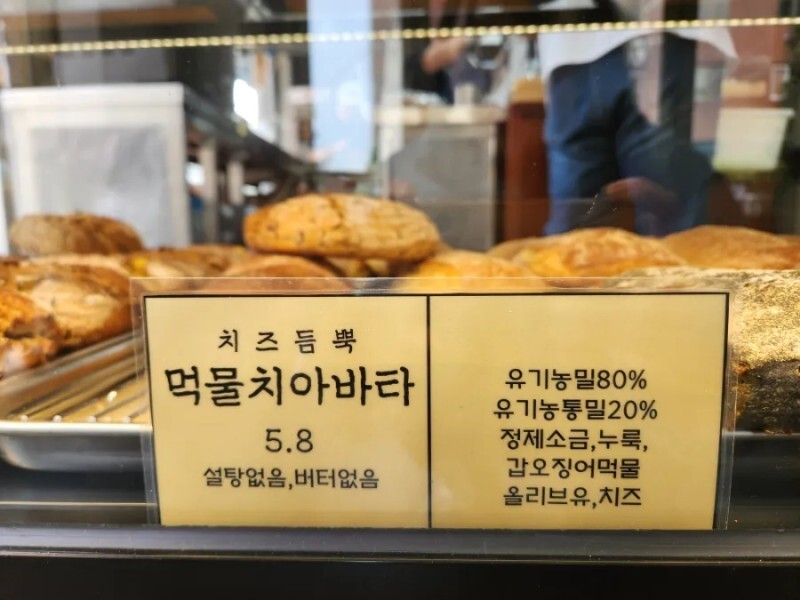 치즈듬뿍
먹물치아바타
5.8
설탕없음,버터없음
유기농밀80%
유기농통밀20%
정제소금,누룩,
갑오징어먹물
올리브유,치즈